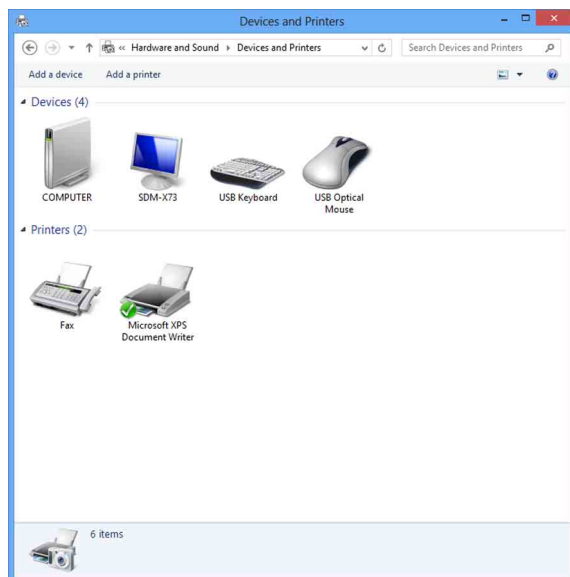 Devices and Printers
« Hardware and Sound Devices and Printers
Search Devices and Printers
Add a device Add a printer
Devices (4)
COMPUTER SDM-X73 USB Keyboard USB Optical
Mouse
Printers (2)
Fax Microsoft XPS
Document Writer
6 items